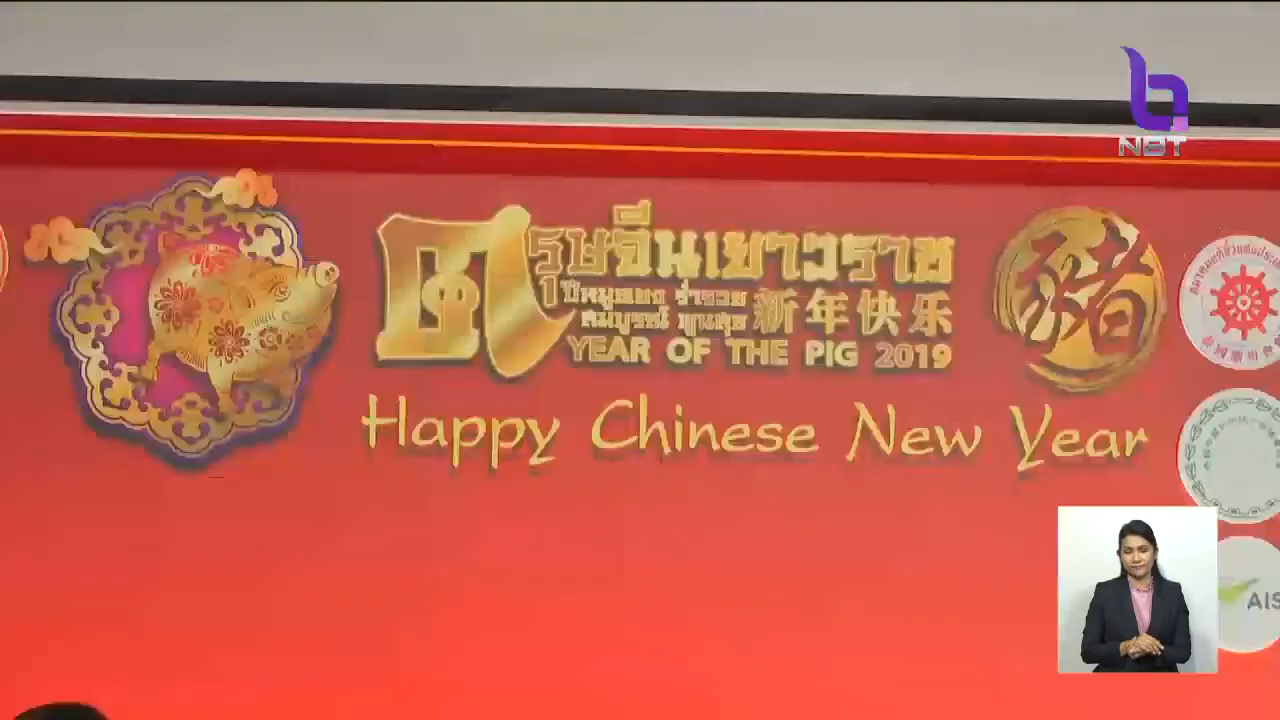 NBT
ตรุษจีนเยาวราช
ปีหมูทอง ร่ำรวย
สมบูรณ์ พูนสุข
新年快乐
YEAR OF THE PIG 2019
猪
Happy Chinese New Year
AIS